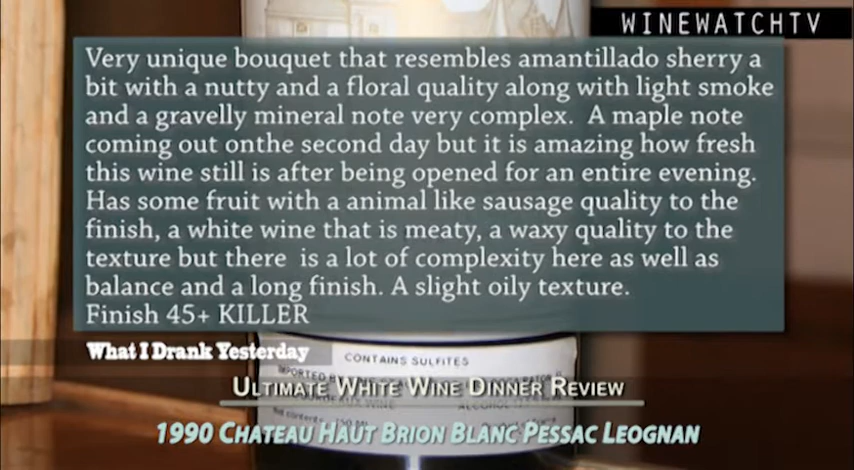 WINEWATCHTV
Very unique bouquet that resembles amantillado sherry a
bit with a nutty and a floral quality along with light smoke
and a gravelly mineral note very complex. A maple note
coming out onthe second day but it is amazing how fresh
this wine still is after being opened for an entire evening.
Has some fruit with a animal like sausage quality to the
finish, a white wine that is meaty, a waxy quality to the
texture but there is a lot of complexity here as well as
balance and a long finish. A slight oily texture.
Finish 45+ KILLER
What I Drank Yesterday
CONTAINS SULFITES
IMPORTED BY
ULTIMATE WHITE WINE DINNER REVIEW
BORDEAUX WINE
1990 CHATEAU HAUT BRION BLANC PESSAC LEOGNAN